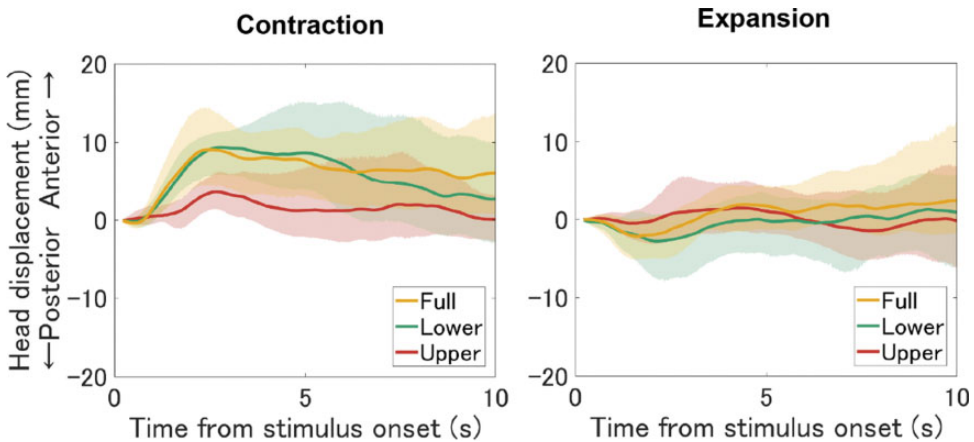 Contraction
Expansion
Head displacement (mm)
←Posterior Anterior→
20
10
0
-10
-20
0
5
10
Full
Lower
Upper
Time from stimulus onset (s)
20
10
0
-10
-20
0
5
10
Full
Lower
Upper
Time from stimulus onset (s)